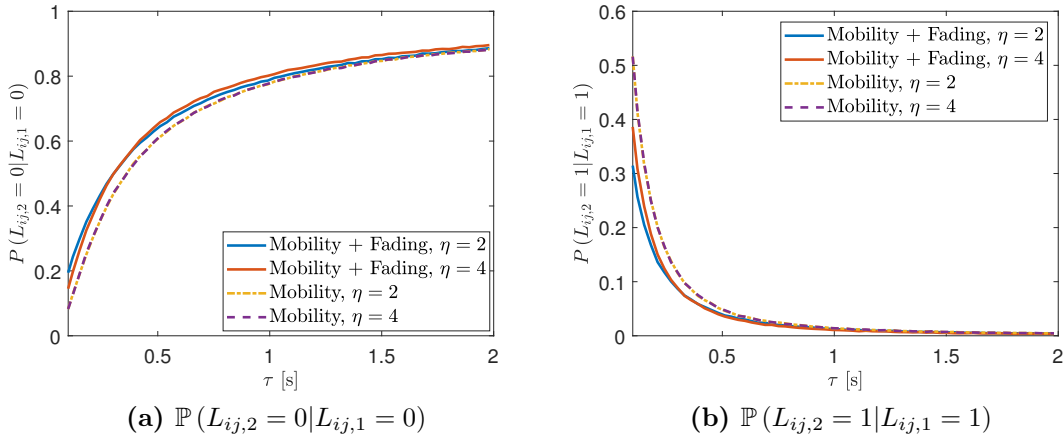 1
0.8
0.6
0.4
0.2
0
P (L_{ij,2} = 0|L_{ij,1} = 0)
Mobility + Fading, η = 2
Mobility + Fading, η = 4
Mobility, η = 2
Mobility, η = 4
0.5 1 1.5 2
τ [s]
(a) ℙ (L_{ij,2} = 0|L_{ij,1} = 0)
0.6
0.5
0.4
0.3
0.2
0.1
0
P (L_{ij,2} = 1|L_{ij,1} = 1)
Mobility + Fading, η = 2
Mobility + Fading, η = 4
Mobility, η = 2
Mobility, η = 4
0.5 1 1.5 2
τ [s]
(b) ℙ (L_{ij,2} = 1|L_{ij,1} = 1)